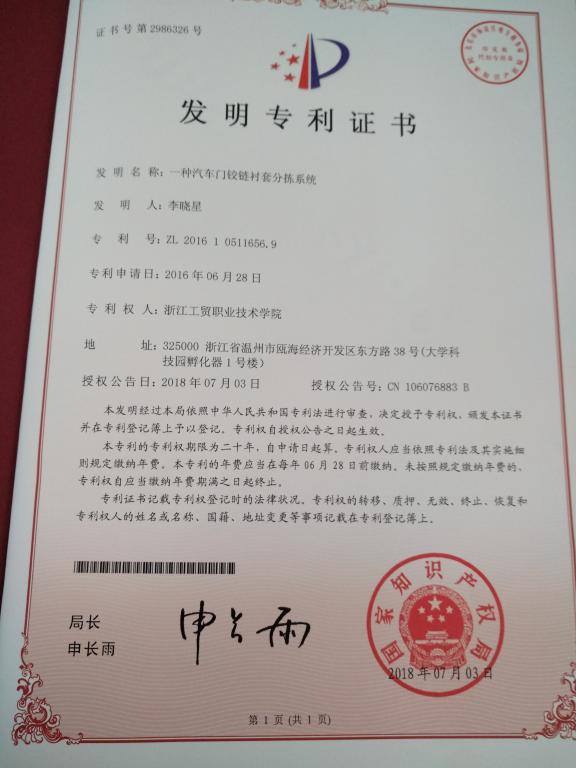 证书号第2986326号
发明专利证书
发 明 名 称：一种汽车门铰链衬套分拣系统
发 明 人：李晓星
专 利 号：ZL 2016 1 0511656.9
专利申请日：2016年06月28日
专 利 权 人：浙江工贸职业技术学院
地 址：325000 浙江省温州市瓯海经济开发区东方路38号(大学科
技园孵化器1号楼)
授权公告日：2018年07月03日 授权公告号：CN 106076883 B
本发明经过本局依照中华人民共和国专利法进行审查，决定授予专利权，颁发本证书
并在专利登记簿上予以登记。专利权自授权公告之日起生效。
本专利的专利权期限为二十年，自申请日起算。专利权人应当依照专利法及其实施细
则规定缴纳年费。本专利的年费应当在每年06月28日前缴纳。未按照规定缴纳年费的，
专利权自应当缴纳年费期满之日起终止。
专利证书记载专利权登记时的法律状况。专利权的转移、质押、无效、终止、恢复和
专利权人的姓名或名称、国籍、地址变更等事项记载在专利登记簿上。
局长
申长雨
申长雨
国家知识产权局
2018年07月03日
第 1 页 (共 1 页)